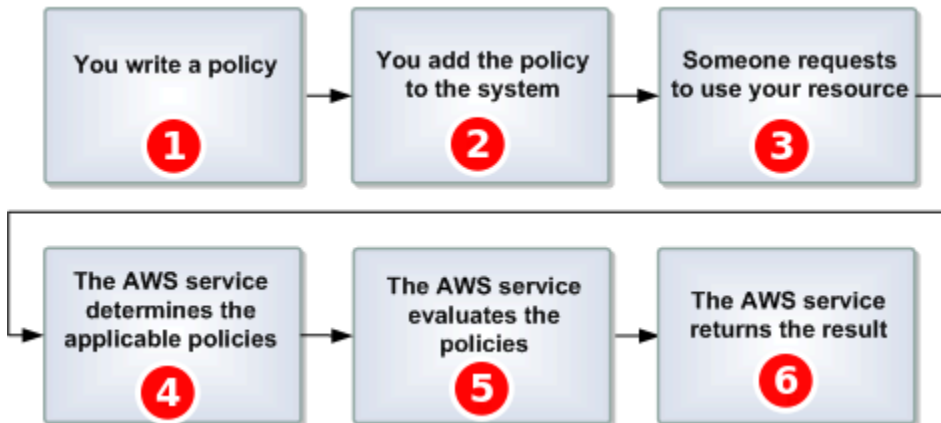 You write a policy
1
You add the policy
to the system
2
Someone requests
to use your resource
3
The AWS service
determines the
applicable policies
4
The AWS service
evaluates the
policies
5
The AWS service
returns the result
6